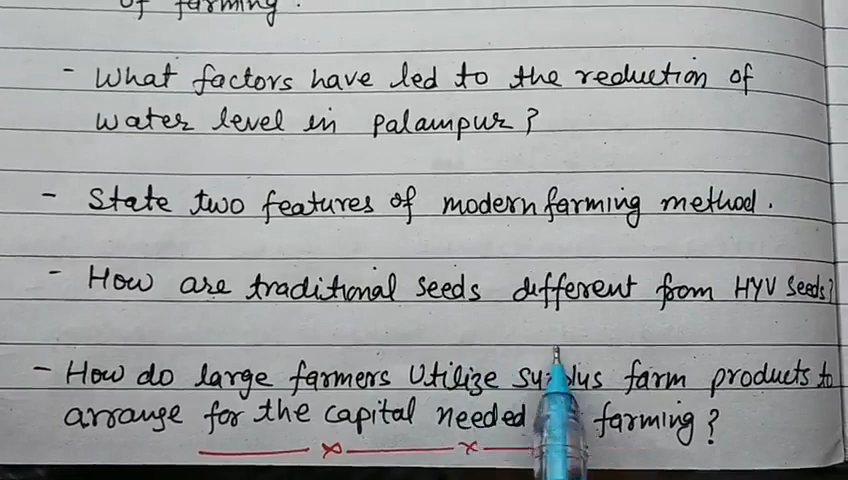 of farming.
- What factors have led to the reduction of
water level in Palampur?
- State two features of modern farming method.
- How are traditional seeds different from HYV seeds?
- How do large farmers utilize surplus farm products to
arrange for the capital needed farming?